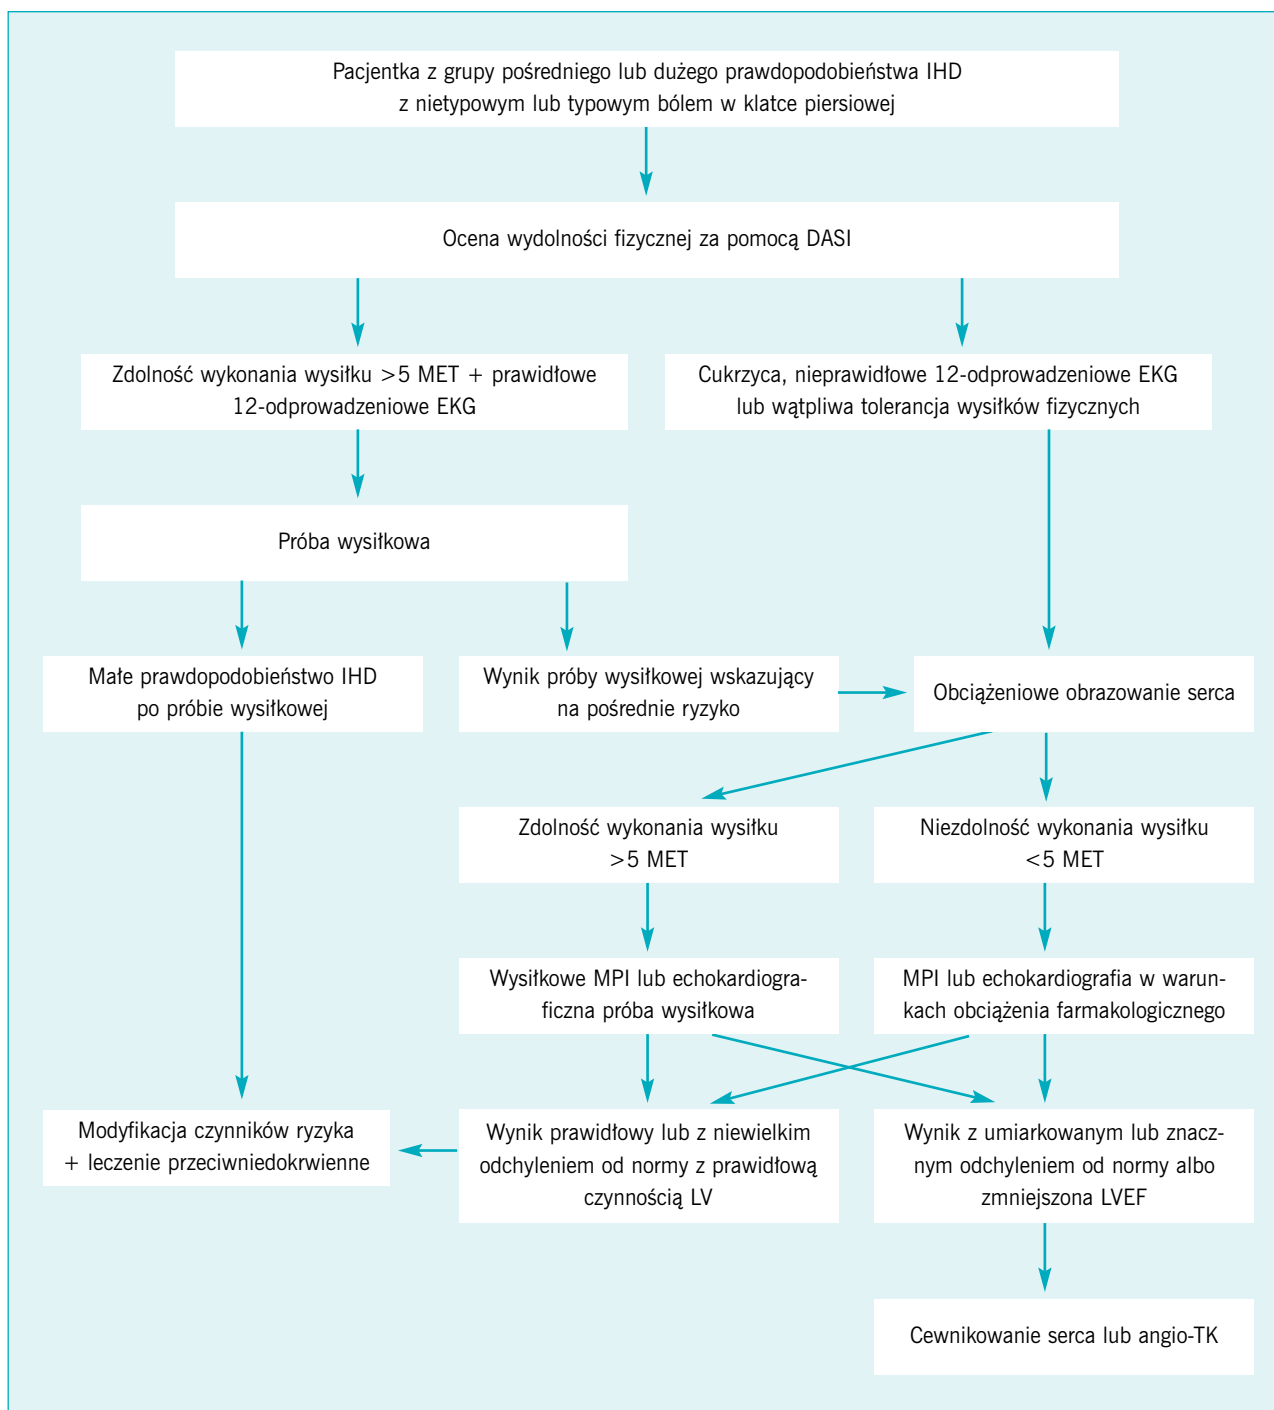 Pacjentka z grupy pośredniego lub dużego prawdopodobieństwa IHD
z nietypowym lub typowym bólem w klatce piersiowej
Ocena wydolności fizycznej za pomocą DASI
Zdolność wykonania wysiłku >5 MET + prawidłowe
12-odprowadzeniowe EKG
Cukrzyca, nieprawidłowe 12-odprowadzeniowe EKG
lub wątpliwa tolerancja wysiłków fizycznych
Próba wysiłkowa
Małe prawdopodobieństwo IHD
po próbie wysiłkowej
Wynik próby wysiłkowej wskazujący
na pośrednie ryzyko
Obciążeniowe obrazowanie serca
Zdolność wykonania wysiłku
>5 MET
Niezdolność wykonania wysiłku
<5 MET
Wysiłkowe MPI lub echokardiogra-
ficzna próba wysiłkowa
MPI lub echokardiografia w warun-
kach obciążenia farmakologicznego
Modyfikacja czynników ryzyka
+ leczenie przeciwniedokrwienne
Wynik prawidłowy lub z niewielkim
odchyleniem od normy z prawidłową
czynnością LV
Wynik z umiarkowanym lub znacz-
nym odchyleniem od normy albo
zmniejszona LVEF
Cewnikowanie serca lub angio-TK